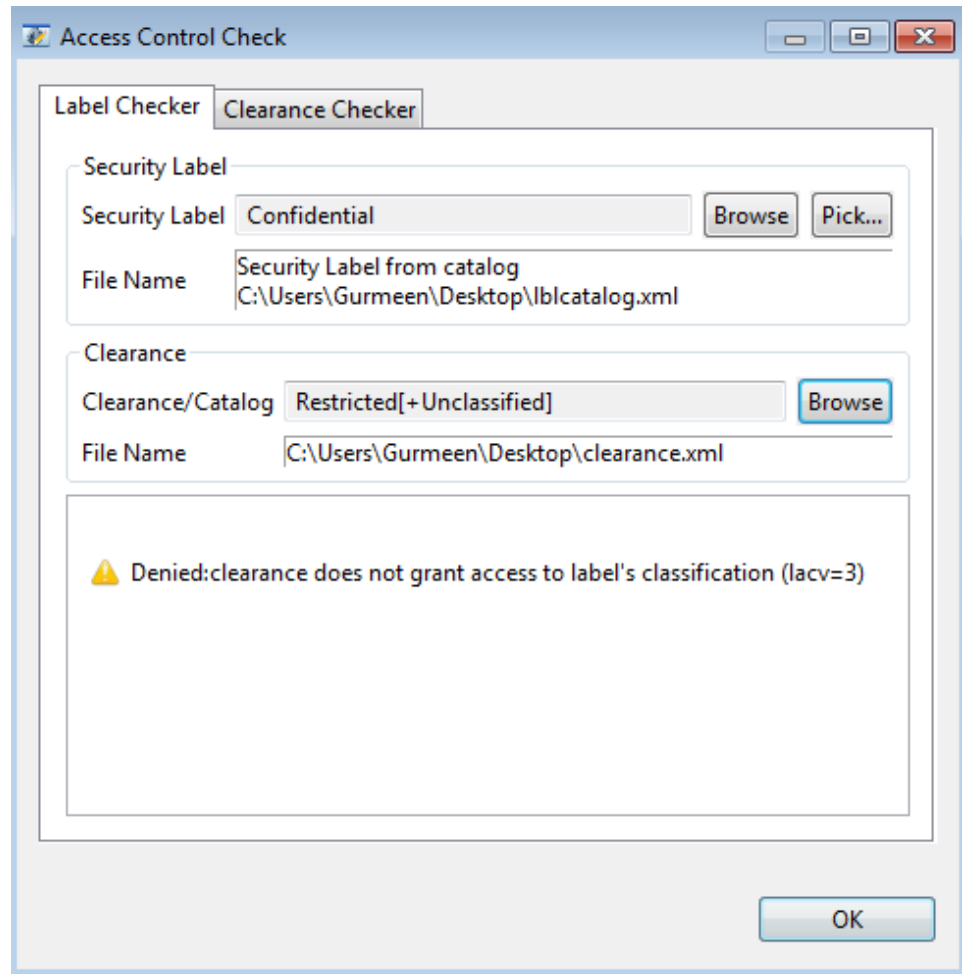 Access Control Check
Label Checker
Clearance Checker
Security Label
Security Label Confidential Browse Pick...
File Name
Security Label from catalog
C:\Users\Gurmeen\Desktop\lblcatalog.xml
Clearance
Clearance/Catalog Restricted[+Unclassified] Browse
File Name C:\Users\Gurmeen\Desktop\clearance.xml
Denied:clearance does not grant access to label's classification (lacv=3)
OK